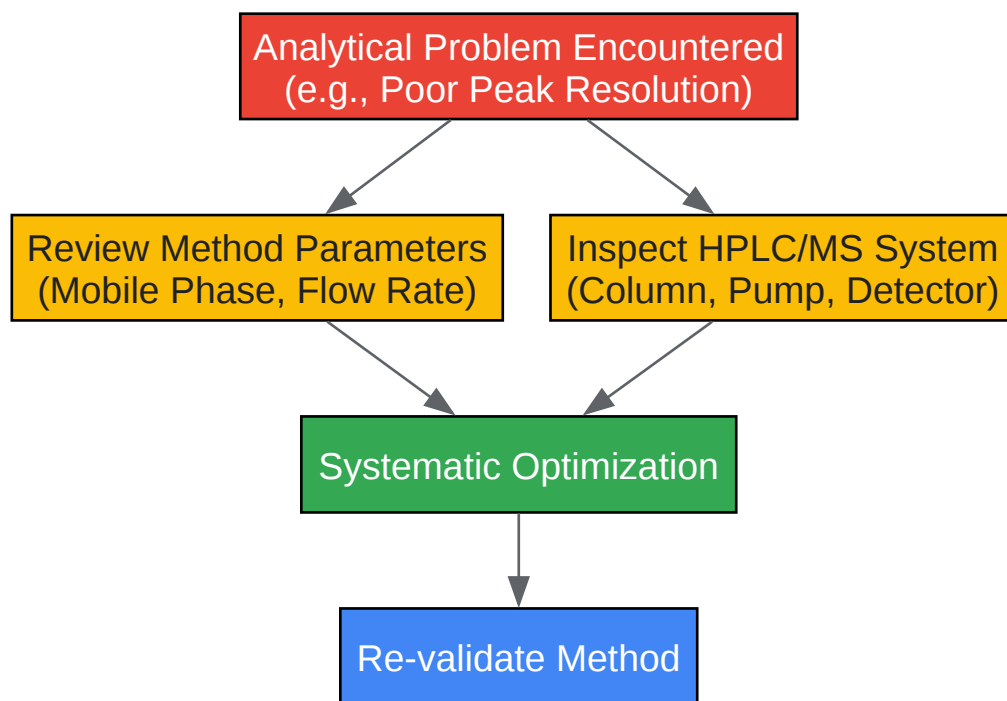 Analytical Problem Encountered
(e.g., Poor Peak Resolution)
Review Method Parameters
(Mobile Phase, Flow Rate)
Inspect HPLC/MS System
(Column, Pump, Detector)
Systematic Optimization
Re-validate Method